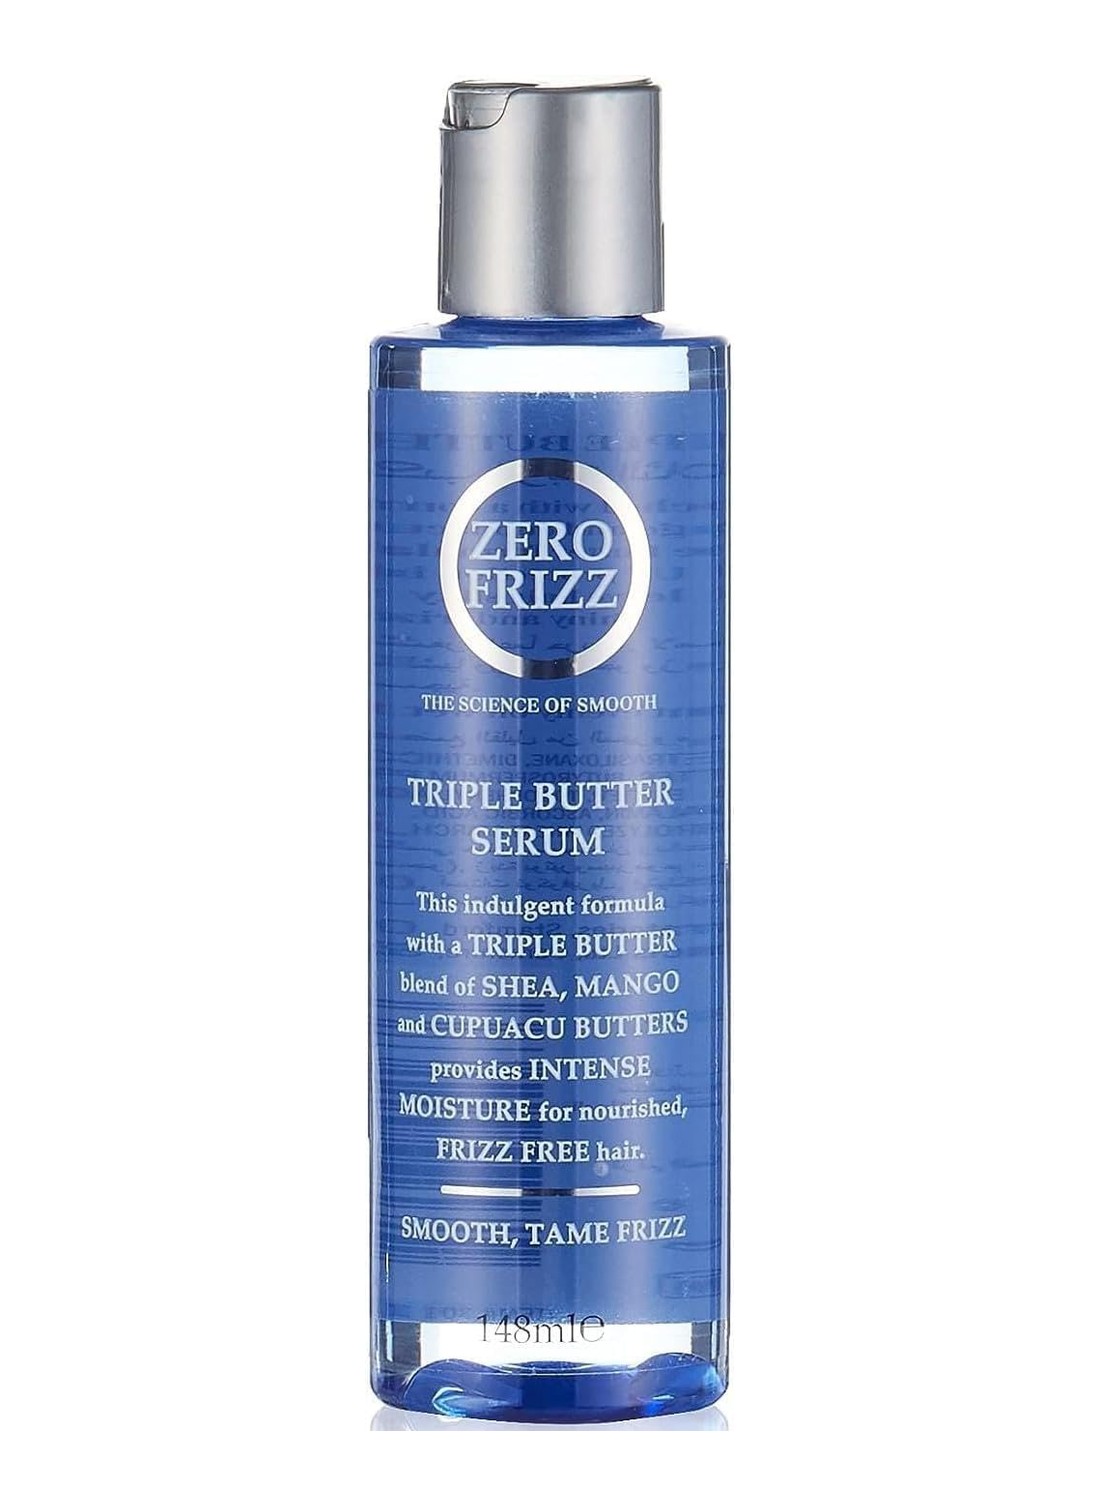 ZERO
FRIZZ
THE SCIENCE OF SMOOTH
TRIPLE BUTTER
SERUM
This indulgent formula
with a TRIPLE BUTTER
blend of SHEA, MANGO
and CUPUACU BUTTERS
provides INTENSE
MOISTURE for nourished,
FRIZZ FREE hair.
SMOOTH, TAME FRIZZ
148ml℮